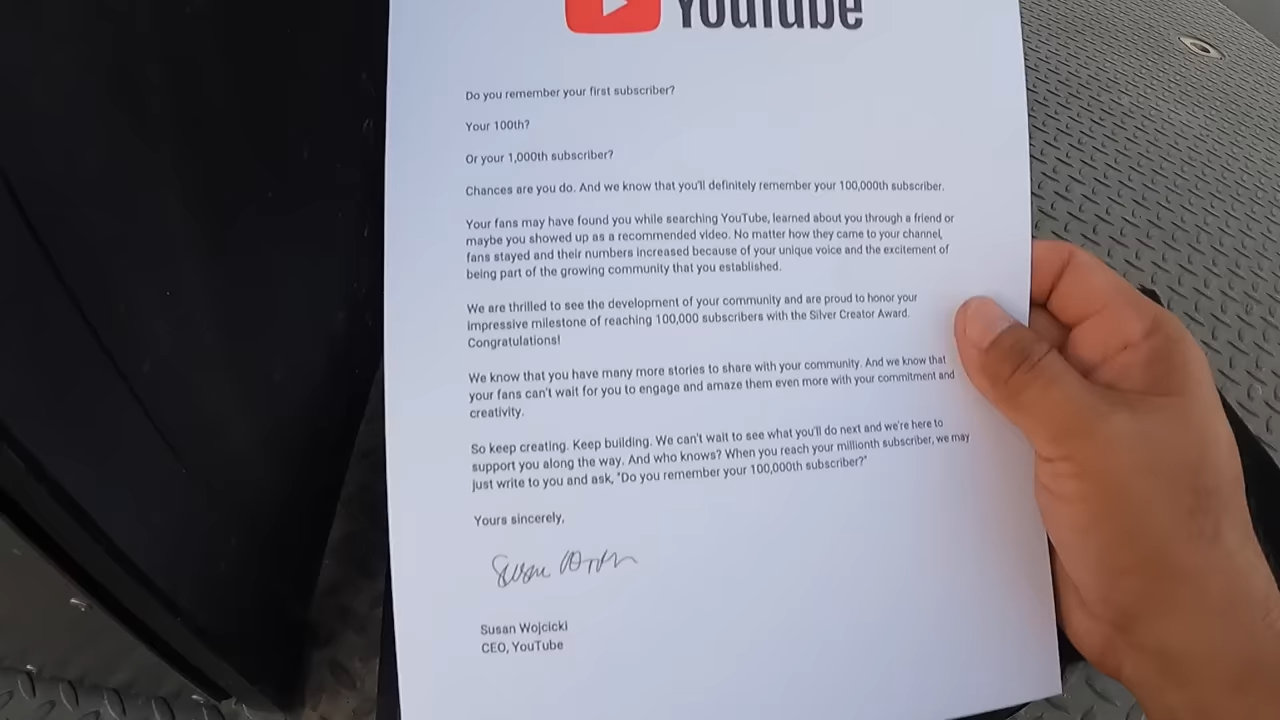 YouTube
Do you remember your first subscriber?
Your 100th?
Or your 1,000th subscriber?
Chances are you do. And we know that you'll definitely remember your 100,000th subscriber.
Your fans may have found you while searching YouTube, learned about you through a friend or
maybe you showed up as a recommended video. No matter how they came to your channel,
fans stayed and their numbers increased because of your unique voice and the excitement of
being part of the growing community that you established.
We are thrilled to see the development of your community and are proud to honor your
impressive milestone of reaching 100,000 subscribers with the Silver Creator Award.
Congratulations!
We know that you have many more stories to share with your community. And we know that
your fans can't wait for you to engage and amaze them even more with your commitment and
creativity.
So keep creating. Keep building. We can't wait to see what you'll do next and we're here to
support you along the way. And who knows? When you reach your millionth subscriber, we may
just write to you and ask, "Do you remember your 100,000th subscriber?"
Yours sincerely,
Susan Wojcicki
CEO, YouTube